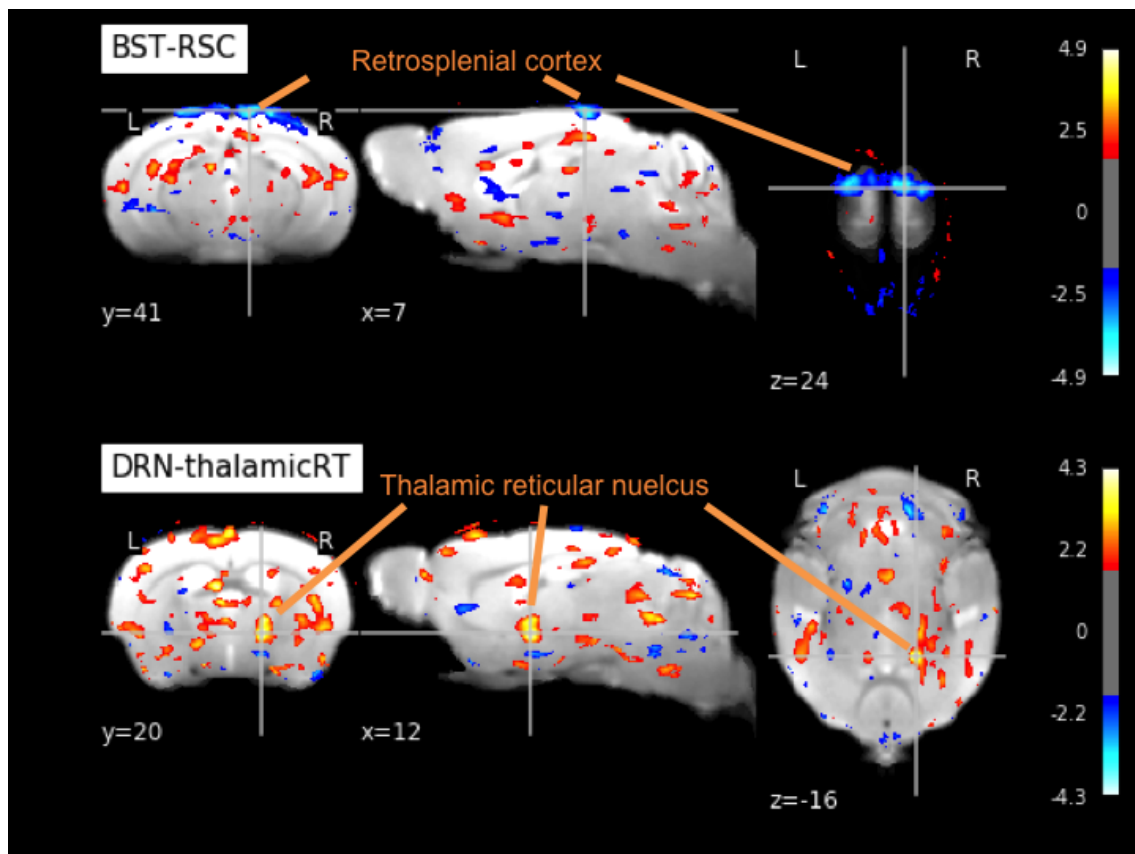 BST-RSC
Retrosplenial cortex
L R
L R
4.9
2.5
0
-2.5
-4.9
y=41 x=7 z=24
DRN-thalamicRT
Thalamic reticular nuelcus
L R
L R
4.3
2.2
0
-2.2
-4.3
y=20 x=12 z=-16